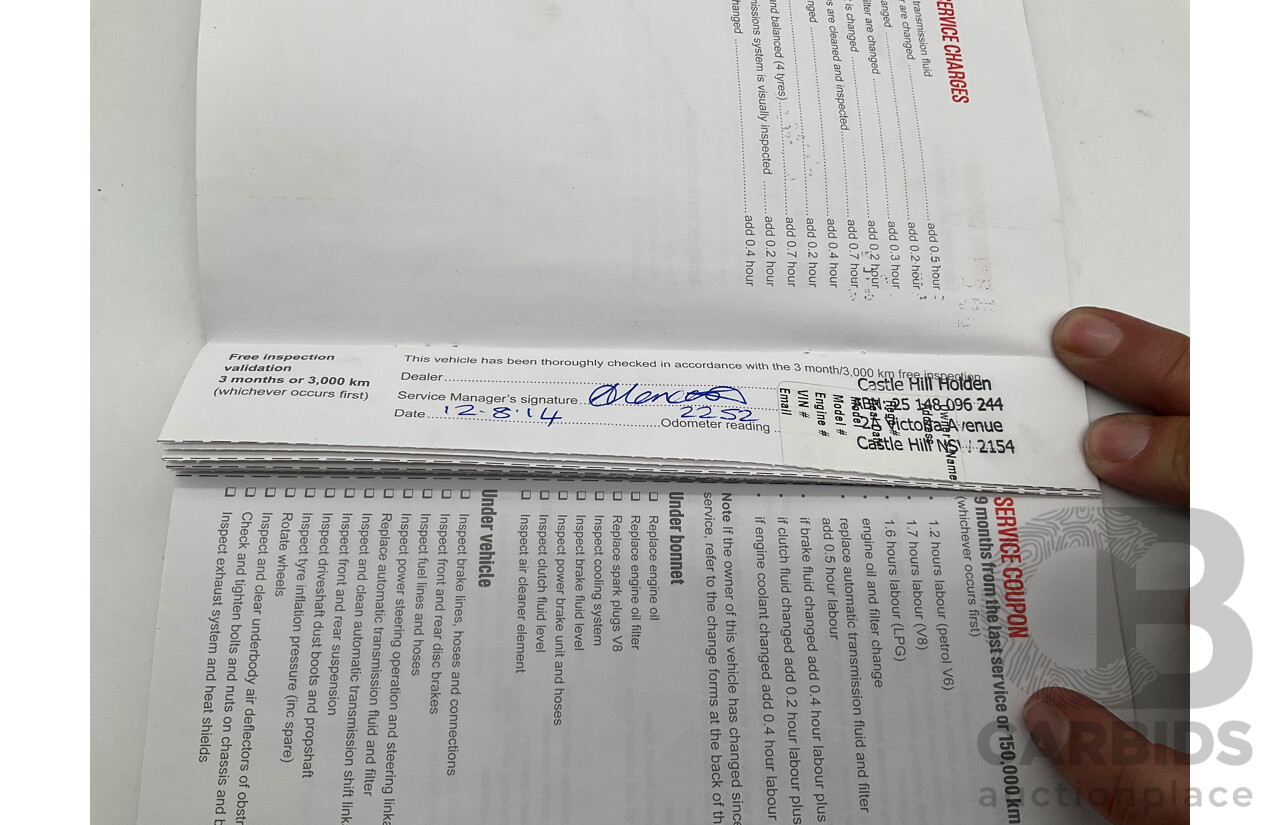 SERVICE CHARGES
transmission fluid
add 0.5 hour
r are changed
add 0.2 hour
anged
add 0.3 hour
ilter are changed
add 0.2 hour
is changed
add 0.7 hour
s are cleaned and inspected
add 0.4 hour
nged
add 0.2 hour
and balanced (4 tyres)
add 0.7 hour
missions system is visually inspected
add 0.2 hour
hanged
add 0.4 hour
Free inspection
validation
3 months or 3,000 km
(whichever occurs first)
This vehicle has been thoroughly checked in accordance with the 3 month/3,000 km free inspection.
Dealer
Service Manager's signature
Date 12-8-14
Odometer reading 2252
Castle Hill Holden
25 148 096 244
Victoria Avenue
Castle Hill NSW 2154
Model #
Engine #
VIN #
Email
SERVICE COUPON
9 months from the last service or 150,000 km
(whichever occurs first)
• 1.2 hours labour (petrol V6)
• 1.7 hours labour (V8)
• 1.6 hours labour (LPG)
• engine oil and filter change
• replace automatic transmission fluid and filter
add 0.5 hour labour
• if brake fluid changed add 0.4 hour labour plus
• if clutch fluid changed add 0.2 hour labour plus
• if engine coolant changed add 0.4 hour labour
Note If the owner of this vehicle has changed since
service, refer to the change forms at the back of th
Under bonnet
☐ Replace engine oil
☐ Replace engine oil filter
☐ Replace spark plugs V8
☐ Inspect cooling system
☐ Inspect brake fluid level
☐ Inspect power brake unit and hoses
☐ Inspect clutch fluid level
☐ Inspect air cleaner element
Under vehicle
☐ Inspect brake lines, hoses and connections
☐ Inspect front and rear disc brakes
☐ Inspect fuel lines and hoses
☐ Inspect power steering operation and steering linka
☐ Replace automatic transmission fluid and filter
☐ Inspect and clean automatic transmission shift link
☐ Inspect front and rear suspension
☐ Inspect driveshaft dust boots and propshaft
☐ Inspect tyre inflation pressure (inc spare)
☐ Rotate wheels
☐ Inspect and clear underbody air deflectors of obstr
☐ Check and tighten bolts and nuts on chassis and b
☐ Inspect exhaust system and heat shields
CARBIDS
auctionplace